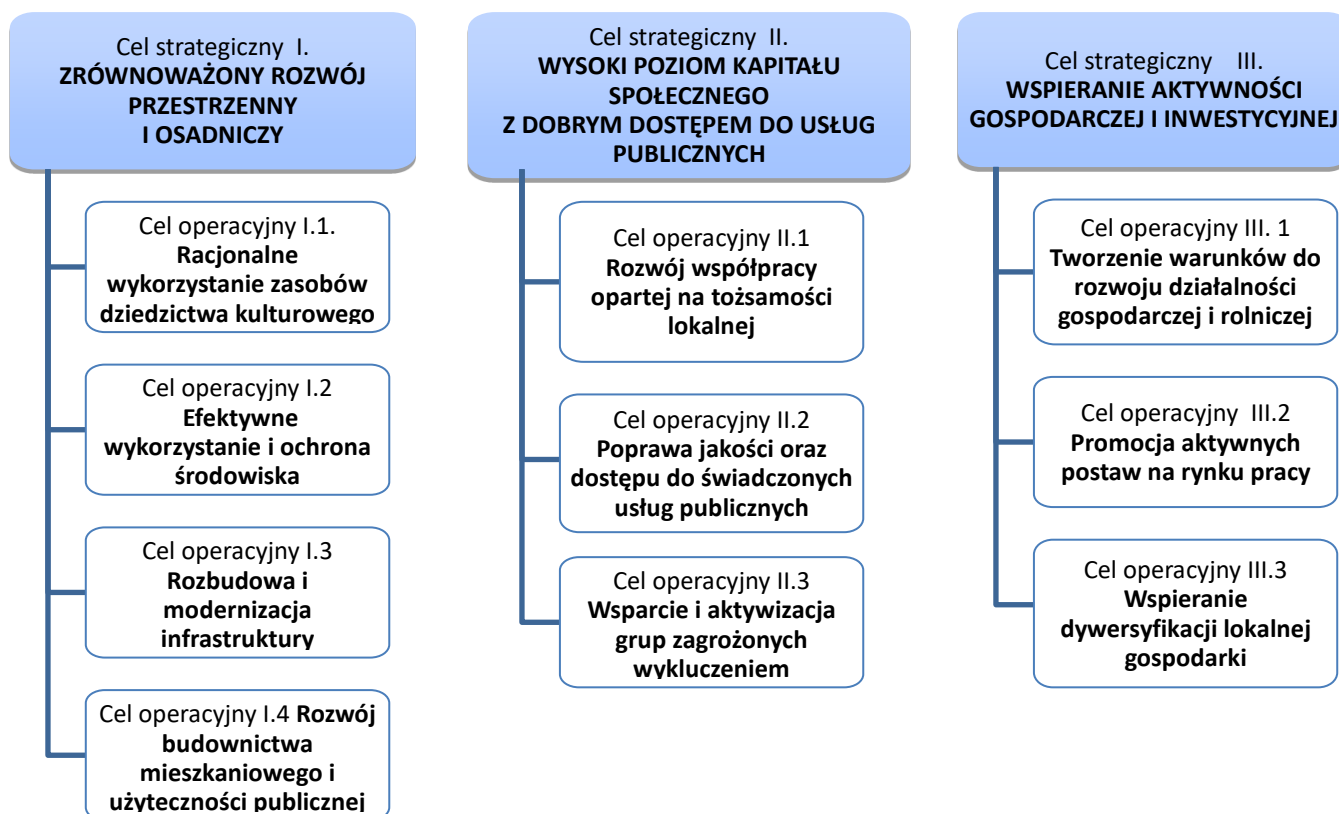 Cel strategiczny I.
ZRÓWNOWAŻONY ROZWÓJ
PRZESTRZENNY
I OSADNICZY
Cel operacyjny I.1.
Racjonalne
wykorzystanie zasobów
dziedzictwa kulturowego
Cel operacyjny I.2
Efektywne
wykorzystanie i ochrona
środowiska
Cel operacyjny I.3
Rozbudowa i
modernizacja
infrastruktury
Cel operacyjny I.4 Rozwój
budownictwa
mieszkaniowego i
użyteczności publicznej
Cel strategiczny II.
WYSOKI POZIOM KAPITAŁU
SPOŁECZNEGO
Z DOBRYM DOSTĘPEM DO USŁUG
PUBLICZNYCH
Cel operacyjny II.1
Rozwój współpracy
opartej na tożsamości
lokalnej
Cel operacyjny II.2
Poprawa jakości oraz
dostępu do świadczonych
usług publicznych
Cel operacyjny II.3
Wsparcie i aktywizacja
grup zagrożonych
wykluczeniem
Cel strategiczny III.
WSPIERANIE AKTYWNOŚCI
GOSPODARCZEJ I INWESTYCYJNEJ
Cel operacyjny III. 1
Tworzenie warunków do
rozwoju działalności
gospodarczej i rolniczej
Cel operacyjny III.2
Promocja aktywnych
postaw na rynku pracy
Cel operacyjny III.3
Wspieranie
dywersyfikacji lokalnej
gospodarki